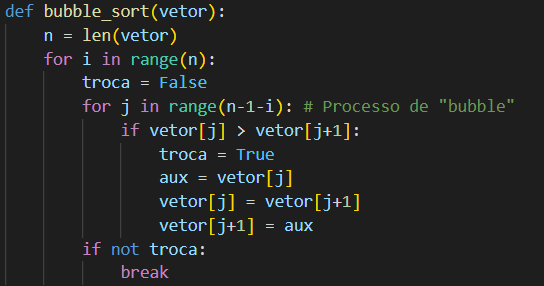 def bubble_sort(vetor):
    n = len(vetor)
    for i in range(n):
        troca = False
        for j in range(n-1-i): # Processo de "bubble"
            if vetor[j] > vetor[j+1]:
                troca = True
                aux = vetor[j]
                vetor[j] = vetor[j+1]
                vetor[j+1] = aux
        if not troca:
            break